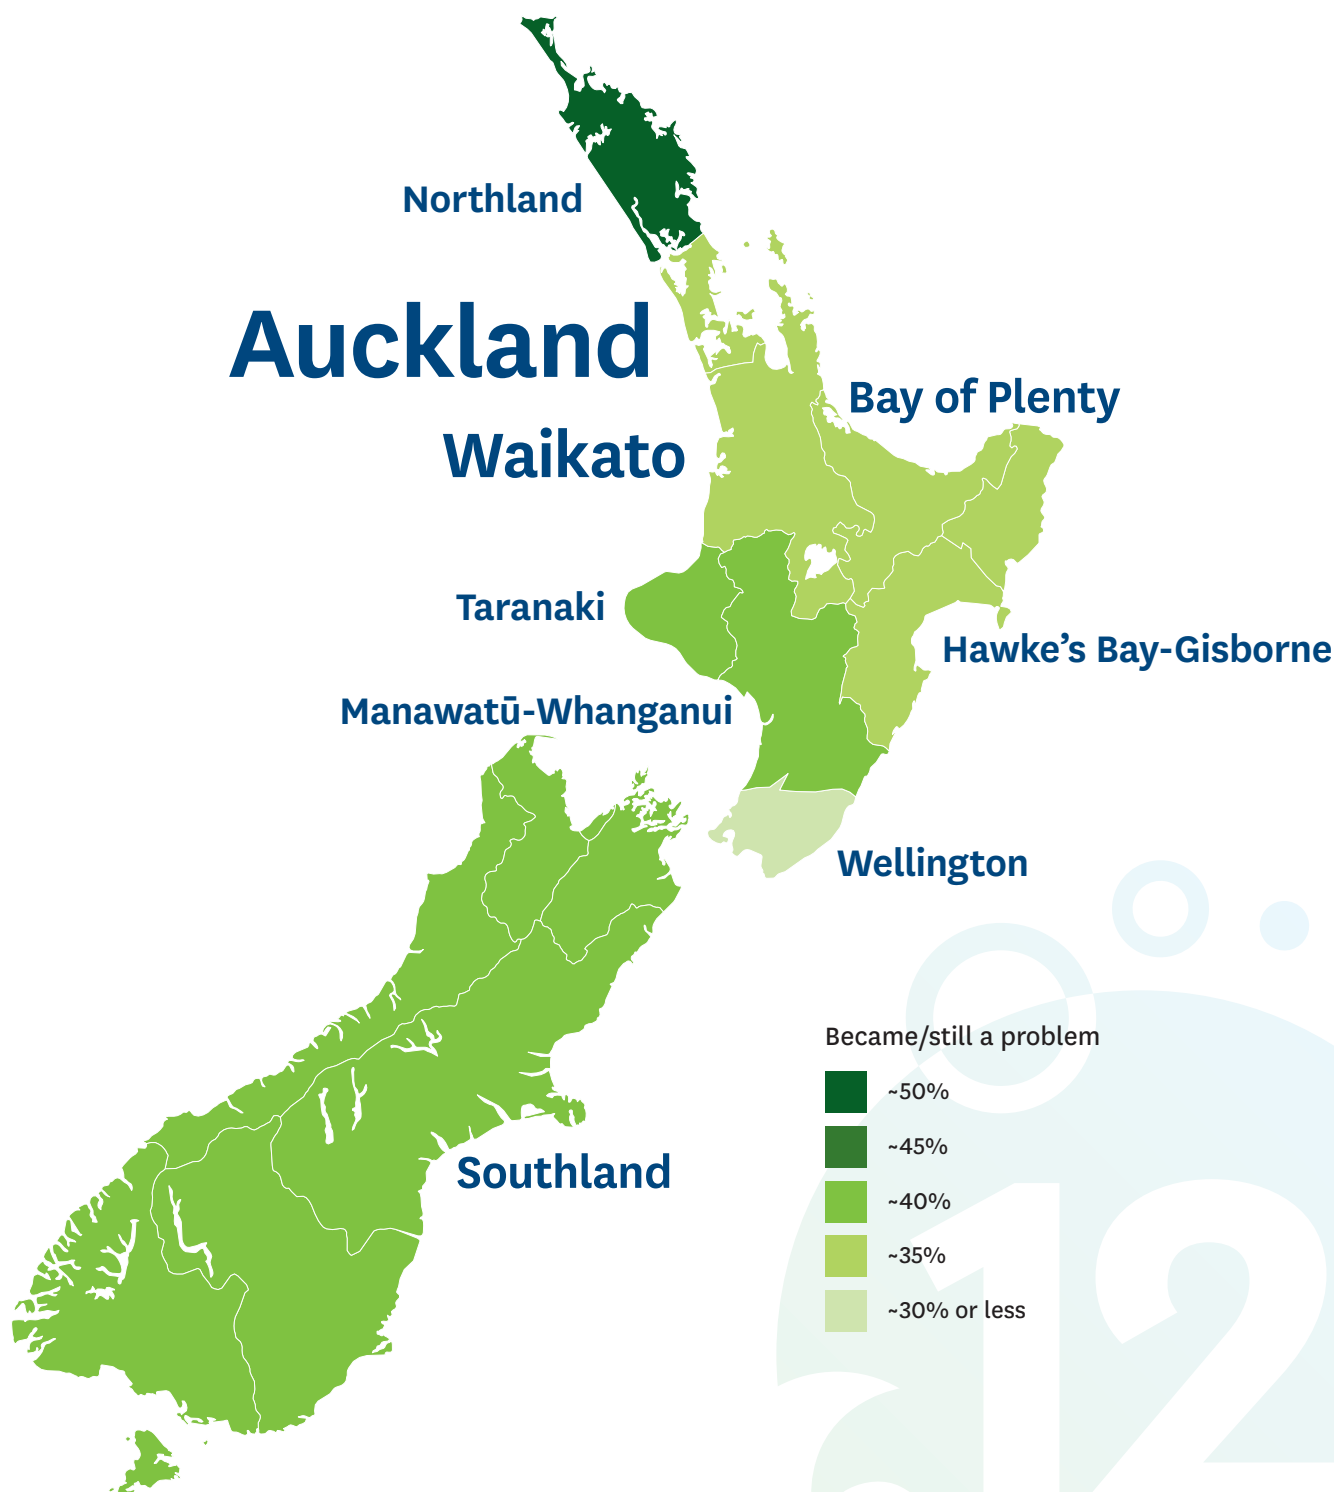 Northland
Auckland
Bay of Plenty
Waikato
Taranaki
Hawke’s Bay-Gisborne
Manawatū-Whanganui
Wellington
Became/still a problem
~50%
~45%
Southland
~40%
~35%
~30% or less
12